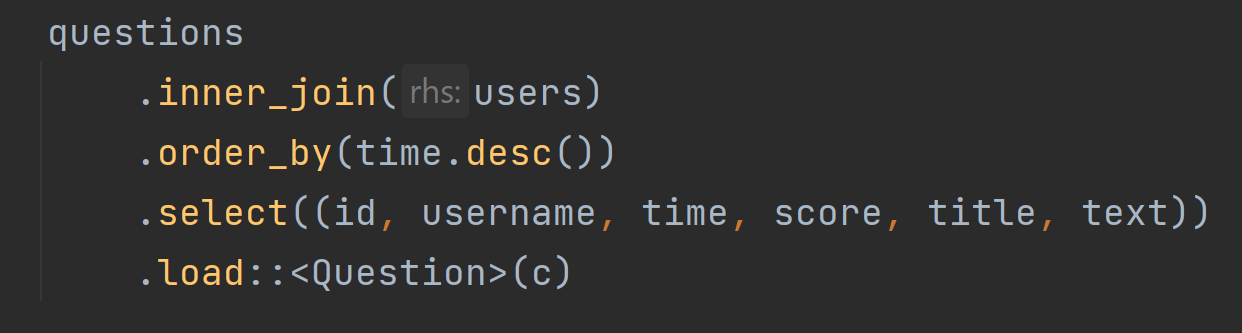 questions
.inner_join(rhs: users)
.order_by(time.desc())
.select((id, username, time, score, title, text))
.load::<Question>(c)